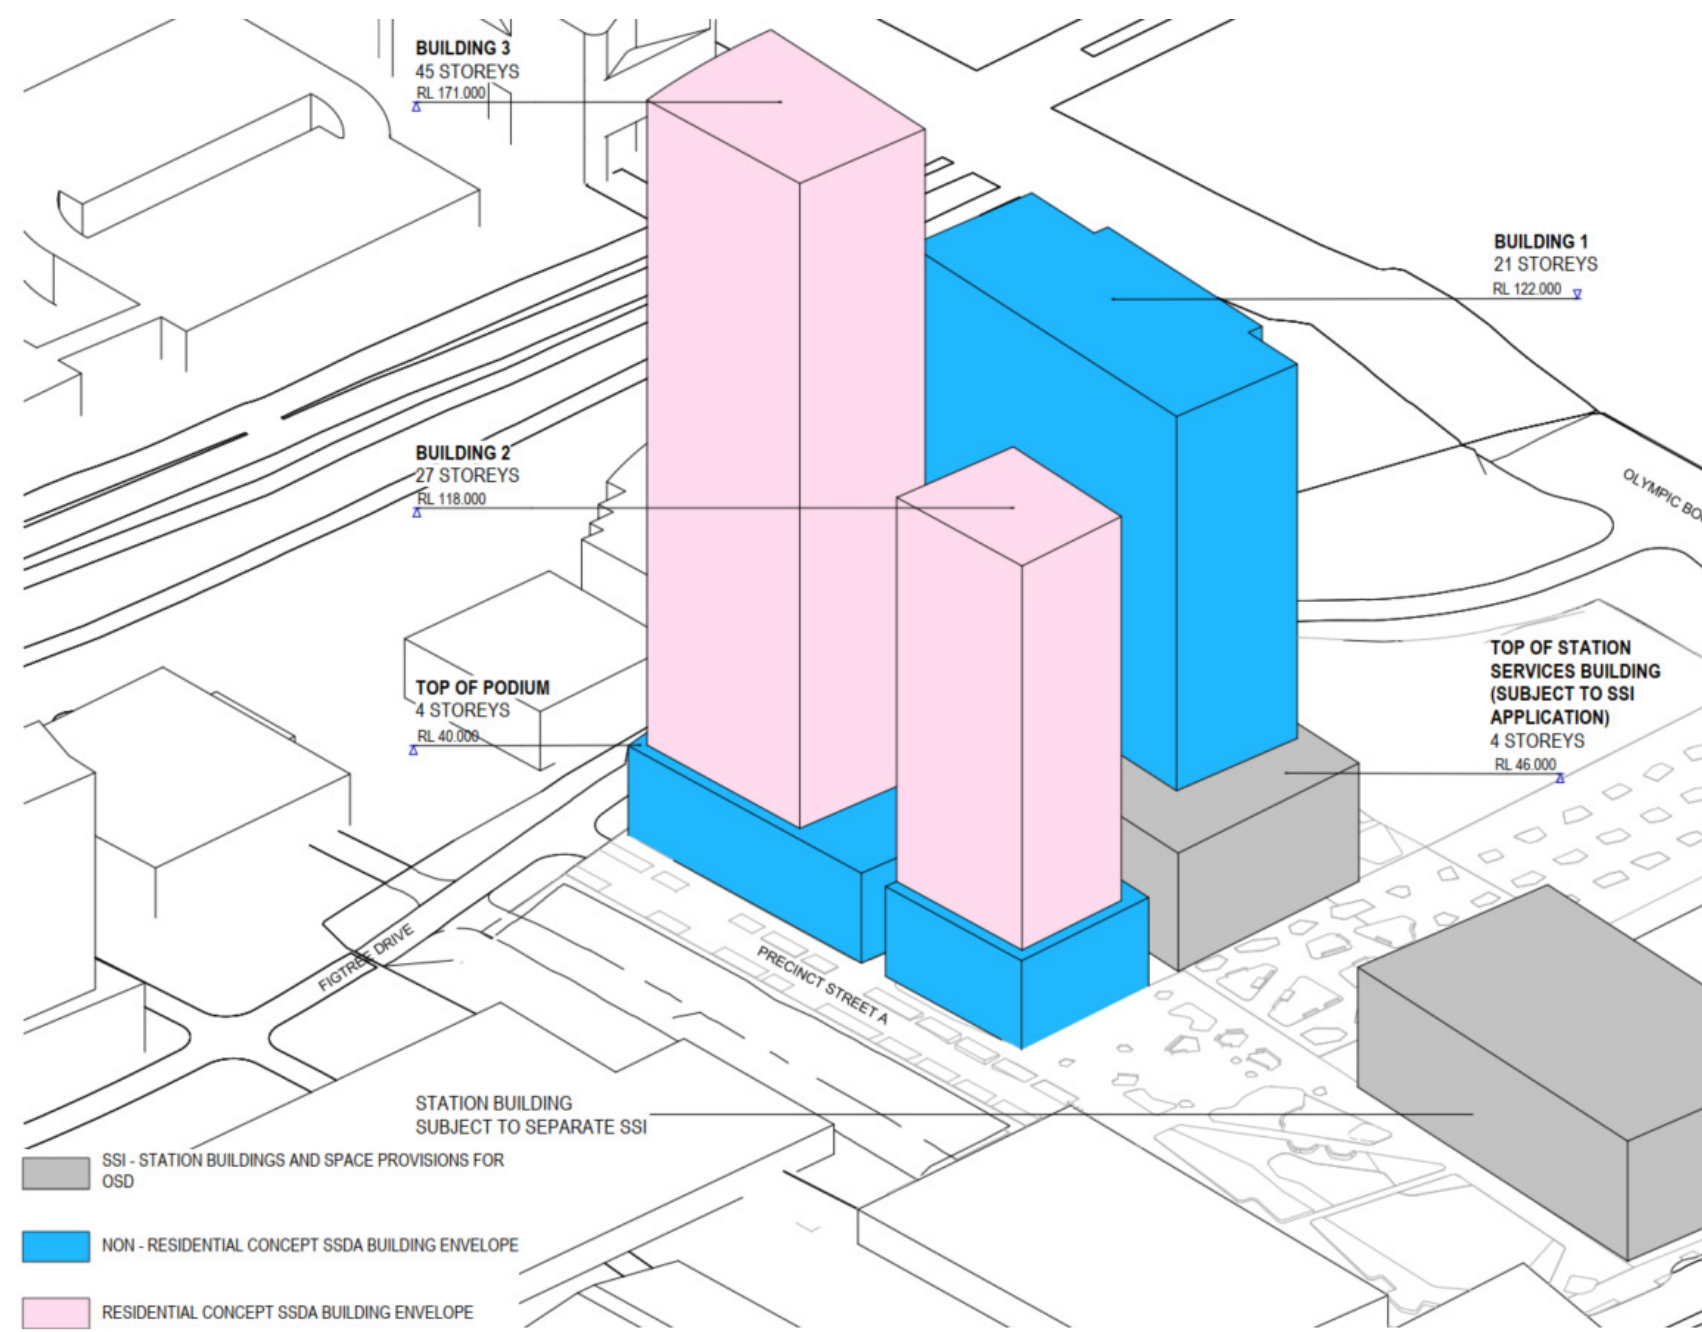 BUILDING 3
45 STOREYS
RL 171.000
BUILDING 1
21 STOREYS
RL 122.000
BUILDING 2
27 STOREYS
RL 118.000
OLYMPIC
TOP OF STATION
SERVICES BUILDING
(SUBJECT TO SSI
APPLICATION)
4 STOREYS
RL 46.000
TOP OF PODIUM
4 STOREYS
RL 40.000
FIGTREE DRIVE
PRECINCT STREET A
STATION BUILDING
SUBJECT TO SEPARATE SSI
SSI - STATION BUILDINGS AND SPACE PROVISIONS FOR
OSD
NON - RESIDENTIAL CONCEPT SSDA BUILDING ENVELOPE
RESIDENTIAL CONCEPT SSDA BUILDING ENVELOPE